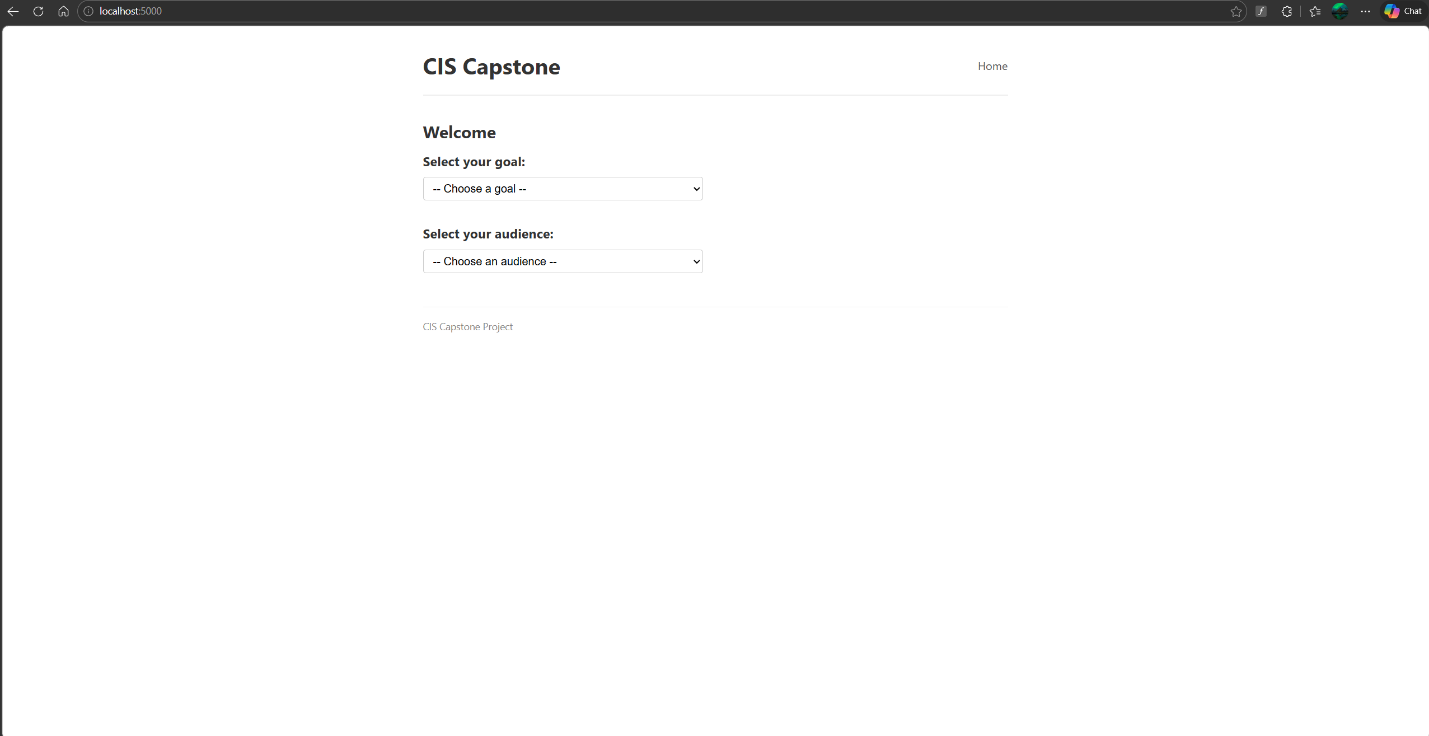 localhost:5000
Chat
CIS Capstone
Home
Welcome
Select your goal:
-- Choose a goal --
Select your audience:
-- Choose an audience --
CIS Capstone Project